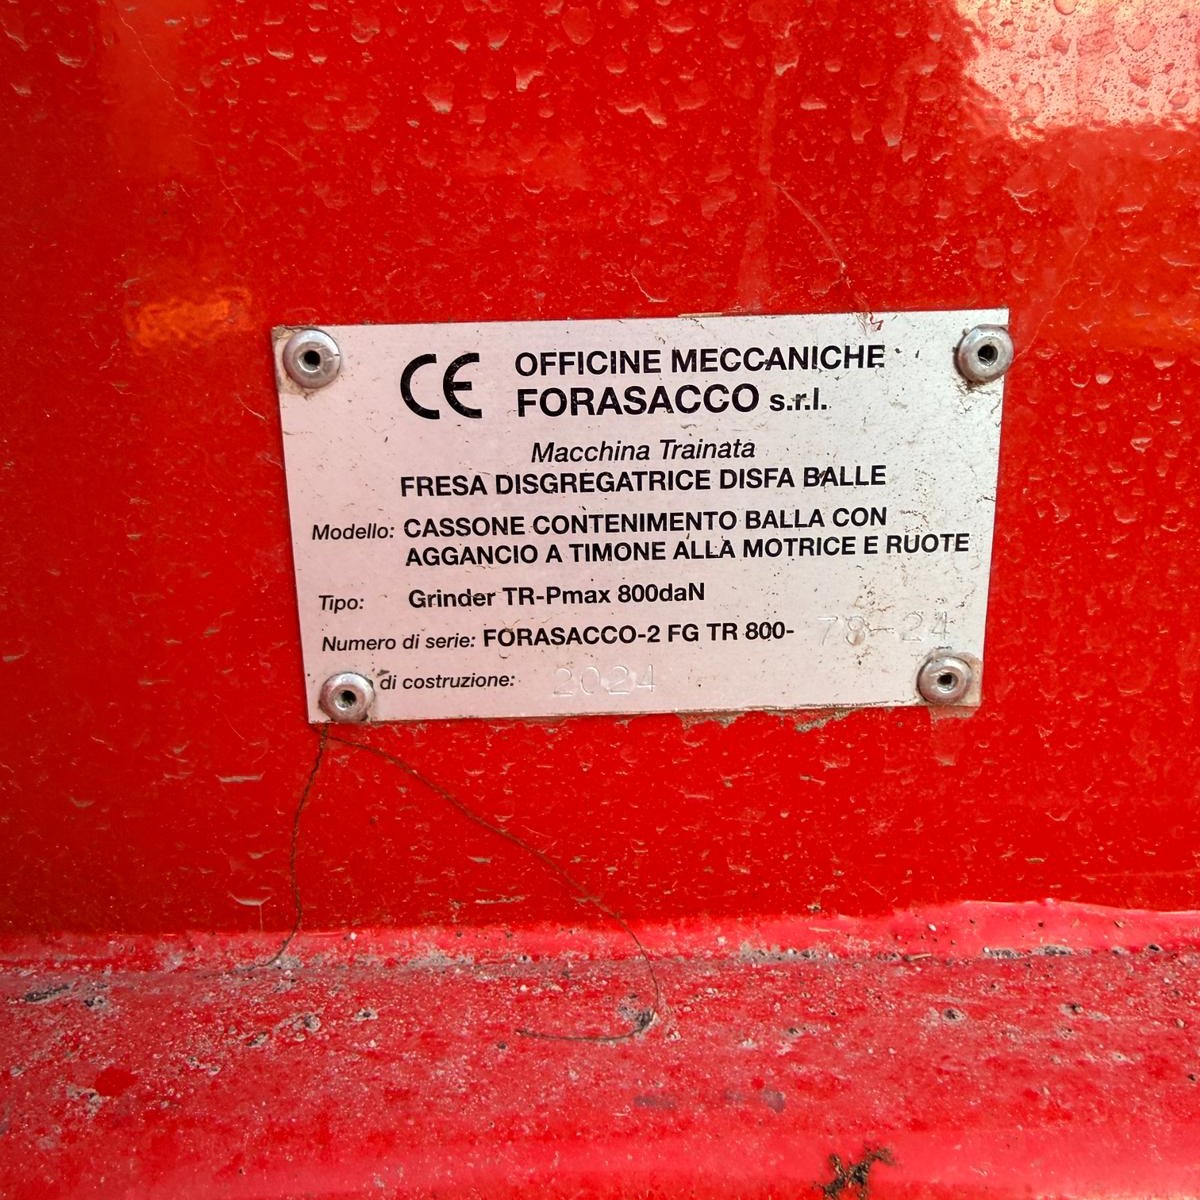 CE OFFICINE MECCANICHE
FORASACCO s.r.l.
Macchina Trainata
FRESA DISGREGATRICE DISFA BALLE
Modello: CASSONE CONTENIMENTO BALLA CON
AGGANCIO A TIMONE ALLA MOTRICE E RUOTE
Tipo: Grinder TR-Pmax 800daN
Numero di serie: FORASACCO-2 FG TR 800- 78-24
di costruzione: 2024